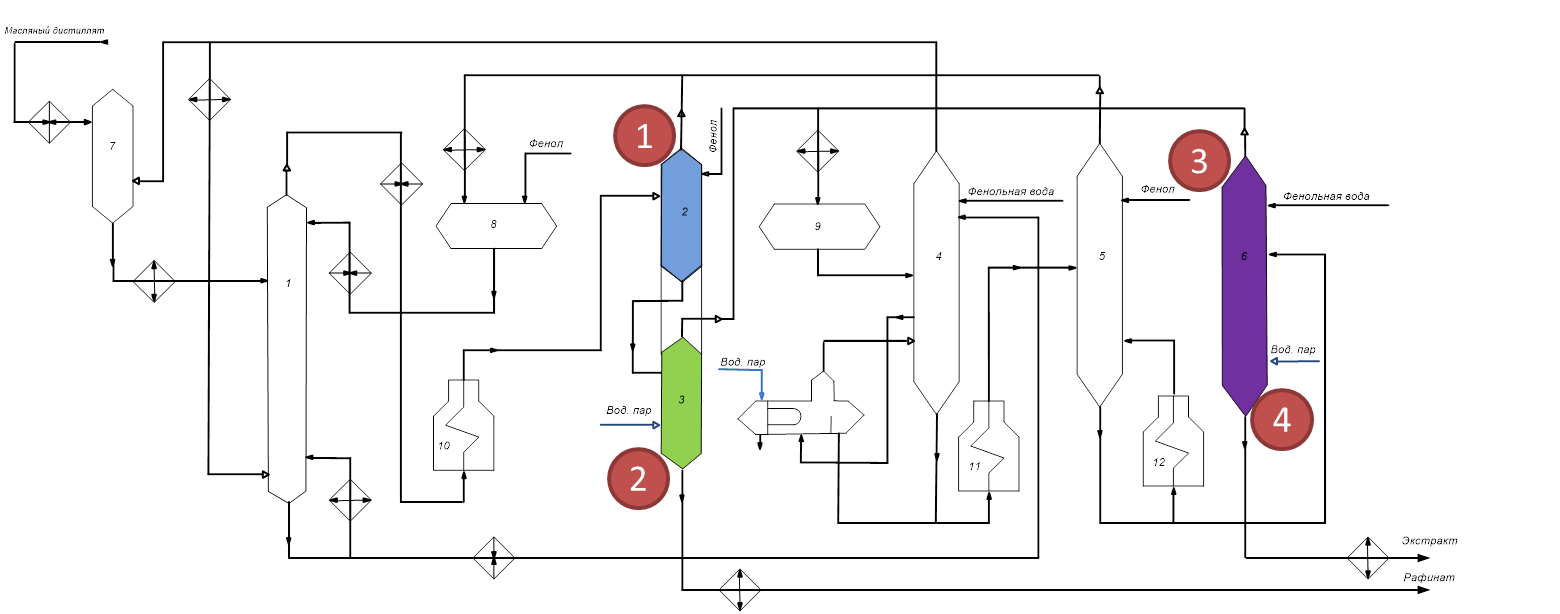 Масляный дистиллят
7
1
Фенол
8
10
1
Фенол
2
3
Вод. пар
2
9
Вод. пар
4
Фенольная вода
11
5
Фенол
12
3
6
Фенольная вода
Вод. пар
4
Экстракт
Рафинат